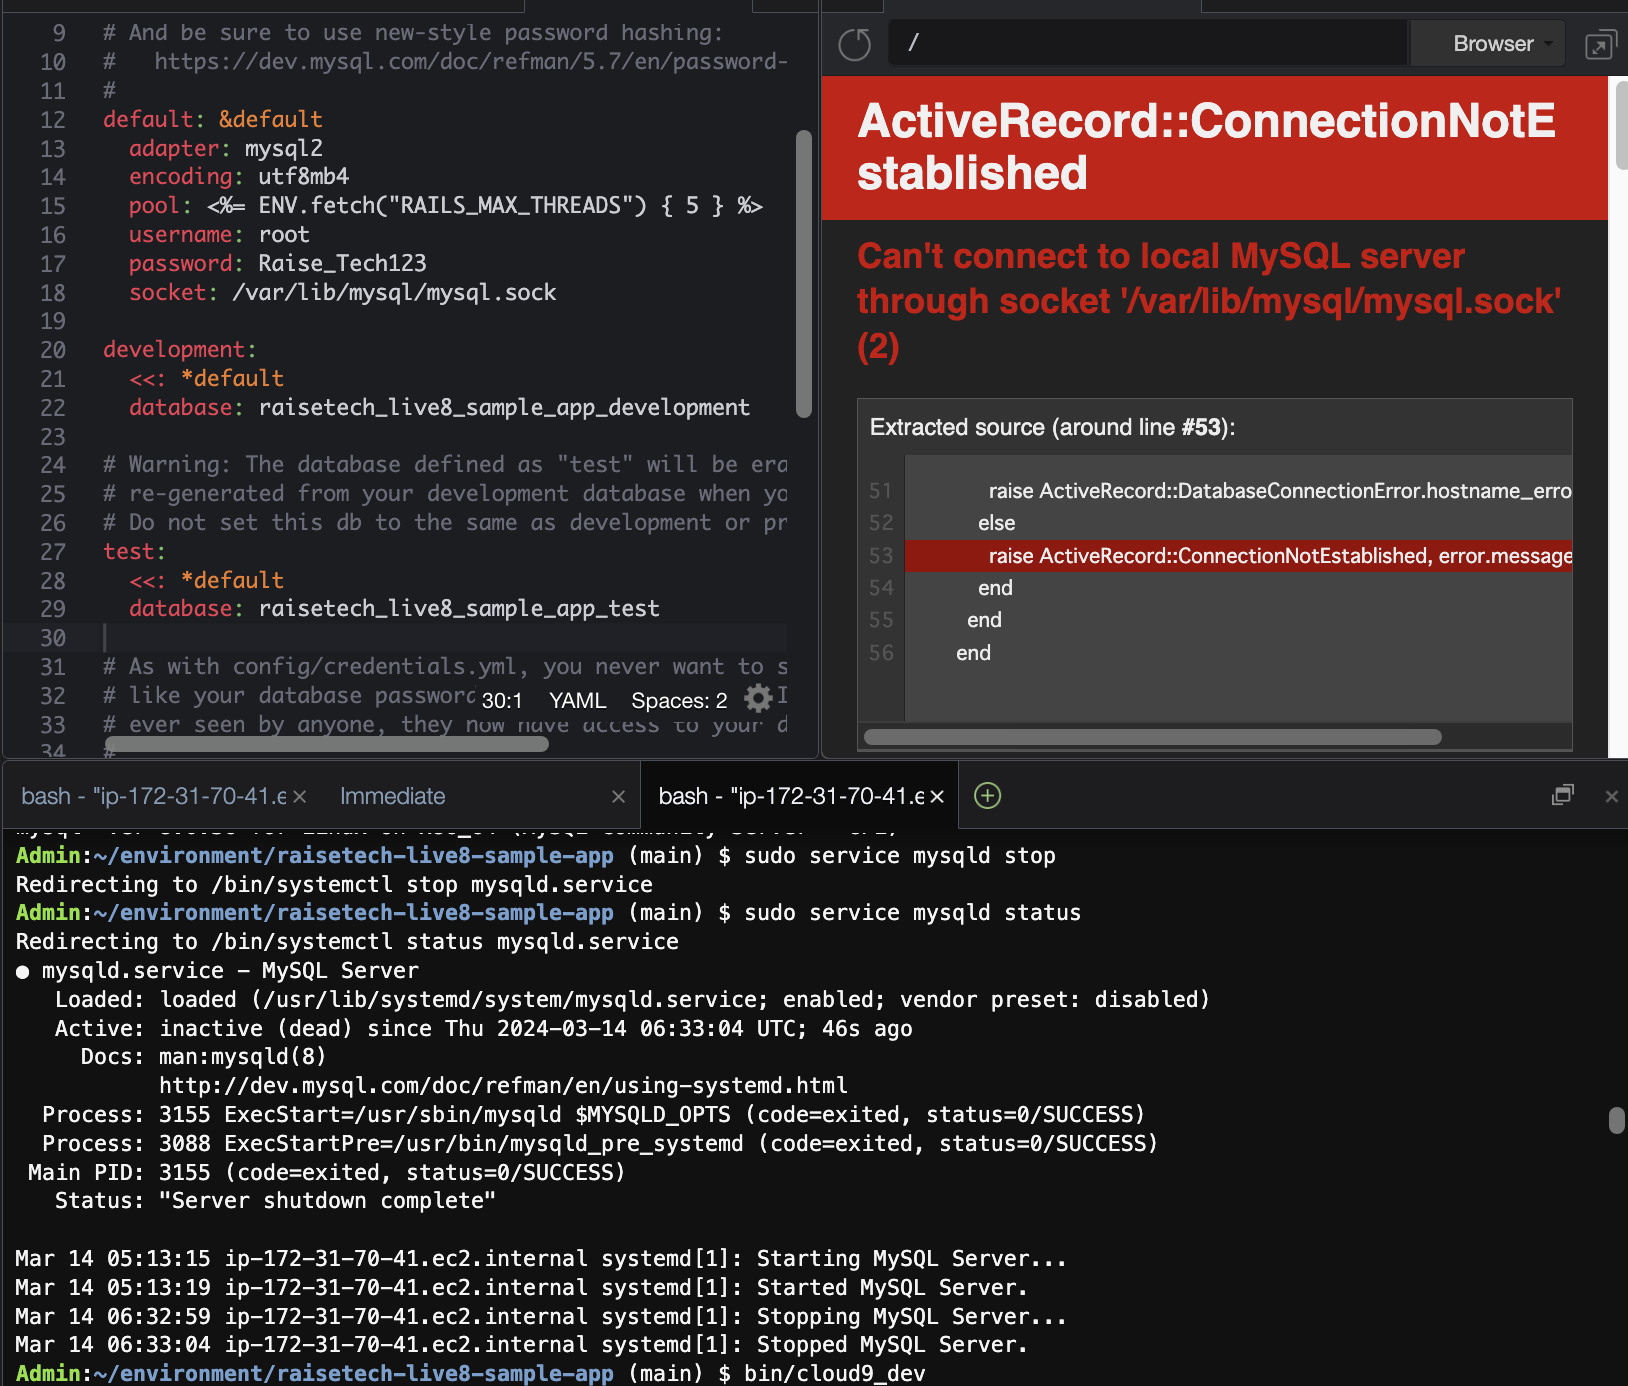 9 # And be sure to use new-style password hashing:
10 #   https://dev.mysql.com/doc/refman/5.7/en/password-
11 #
12 default: &default
13   adapter: mysql2
14   encoding: utf8mb4
15   pool: <%= ENV.fetch("RAILS_MAX_THREADS") { 5 } %>
16   username: root
17   password: Raise_Tech123
18   socket: /var/lib/mysql/mysql.sock
19
20 development:
21   <<: *default
22   database: raisetech_live8_sample_app_development
23
24 # Warning: The database defined as "test" will be era
25 # re-generated from your development database when yo
26 # Do not set this db to the same as development or pr
27 test:
28   <<: *default
29   database: raisetech_live8_sample_app_test
30
31 # As with config/credentials.yml, you never want to s
32 # like your database password I
33 # ever seen by anyone, they now have access to your d
34 #
30:1 YAML Spaces: 2
/
Browser
ActiveRecord::ConnectionNotE
stablished
Can't connect to local MySQL server
through socket '/var/lib/mysql/mysql.sock'
(2)
Extracted source (around line #53):
51 raise ActiveRecord::DatabaseConnectionError.hostname_erro
52 else
53 raise ActiveRecord::ConnectionNotEstablished, error.message
54 end
55 end
56 end
bash - "ip-172-31-70-41.e × Immediate × bash - "ip-172-31-70-41.e ×
Admin:~/environment/raisetech-live8-sample-app (main) $ sudo service mysqld stop
Redirecting to /bin/systemctl stop mysqld.service
Admin:~/environment/raisetech-live8-sample-app (main) $ sudo service mysqld status
Redirecting to /bin/systemctl status mysqld.service
● mysqld.service - MySQL Server
   Loaded: loaded (/usr/lib/systemd/system/mysqld.service; enabled; vendor preset: disabled)
   Active: inactive (dead) since Thu 2024-03-14 06:33:04 UTC; 46s ago
     Docs: man:mysqld(8)
           http://dev.mysql.com/doc/refman/en/using-systemd.html
  Process: 3155 ExecStart=/usr/sbin/mysqld $MYSQLD_OPTS (code=exited, status=0/SUCCESS)
  Process: 3088 ExecStartPre=/usr/bin/mysqld_pre_systemd (code=exited, status=0/SUCCESS)
 Main PID: 3155 (code=exited, status=0/SUCCESS)
   Status: "Server shutdown complete"

Mar 14 05:13:15 ip-172-31-70-41.ec2.internal systemd[1]: Starting MySQL Server...
Mar 14 05:13:19 ip-172-31-70-41.ec2.internal systemd[1]: Started MySQL Server.
Mar 14 06:32:59 ip-172-31-70-41.ec2.internal systemd[1]: Stopping MySQL Server...
Mar 14 06:33:04 ip-172-31-70-41.ec2.internal systemd[1]: Stopped MySQL Server.
Admin:~/environment/raisetech-live8-sample-app (main) $ bin/cloud9_dev